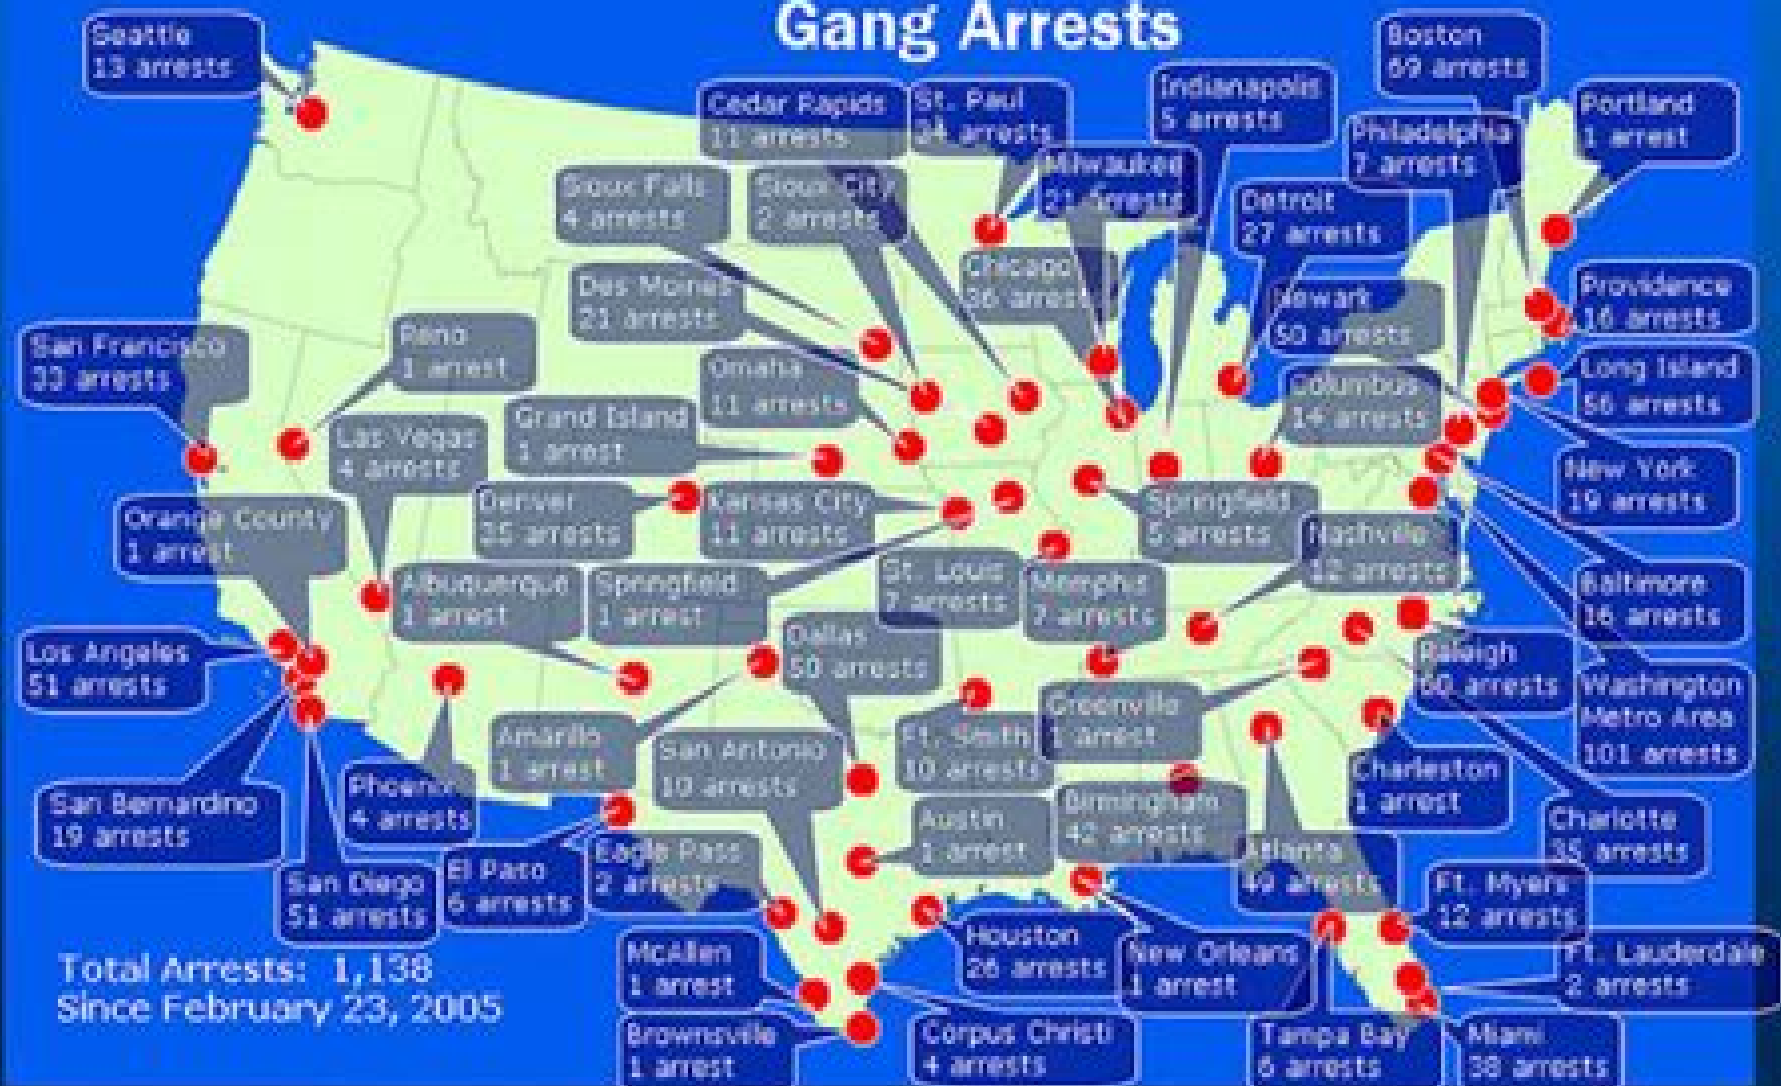 Gang Arrests
Seattle
13 arrests
Cedar Rapids
11 arrests
St. Paul
arrests
Indianapolis
5 arrests
Boston
69 arrests
Portland
1 arrest
Philadelphia
7 arrests
Milwaukee
21 arrests
Sioux Falls
4 arrests
Sioux City
2 arrests
Detroit
27 arrests
Chicago
36 arrests
Des Moines
21 arrests
Newark
50 arrests
Providence
16 arrests
San Francisco
33 arrests
Reno
1 arrest
Omaha
11 arrests
Long Island
56 arrests
Columbus
14 arrests
Grand Island
1 arrest
Las Vegas
4 arrests
New York
19 arrests
Orange County
1 arrest
Denver
arrests
Kansas City
11 arrests
Springfield
5 arrests
Nashville
12 arrests
Albuquerque
1 arrest
Springfield
1 arrest
St. Louis
7 arrests
Memphis
7 arrests
Baltimore
16 arrests
Los Angeles
51 arrests
Dallas
50 arrests
Raleigh
60 arrests
Washington
Metro Area
101 arrests
Amarillo
1 arrest
San Antonio
10 arrests
Ft. Smith
10 arrests
Greenville
1 arrest
Charleston
1 arrest
San Bernardino
19 arrests
Phoenix
4 arrests
Austin
1 arrest
Birmingham
42 arrests
Charlotte
35 arrests
San Diego
51 arrests
El Paso
6 arrests
Eagle Pass
2 arrests
Atlanta
49 arrests
Ft. Myers
12 arrests
McAllen
1 arrest
Houston
26 arrests
New Orleans
1 arrest
Ft. Lauderdale
2 arrests
Total Arrests: 1,138
Since February 23, 2005
Brownsville
1 arrest
Corpus Christi
4 arrests
Tampa Bay
6 arrests
Miami
38 arrests